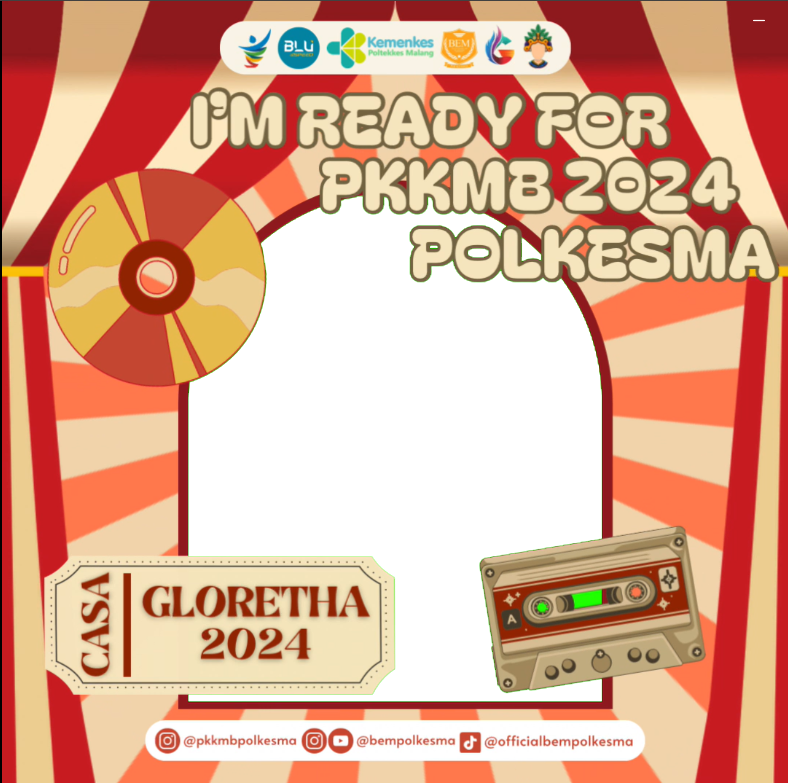 BLU
Kemenkes
Poltekkes Malang
BEM
I'M READY FOR
PKKMB 2024
POLKESMA
CASA
GLORETHA
2024
A
@pkkmbpolkesma @bempolkesma @officialbempolkesma